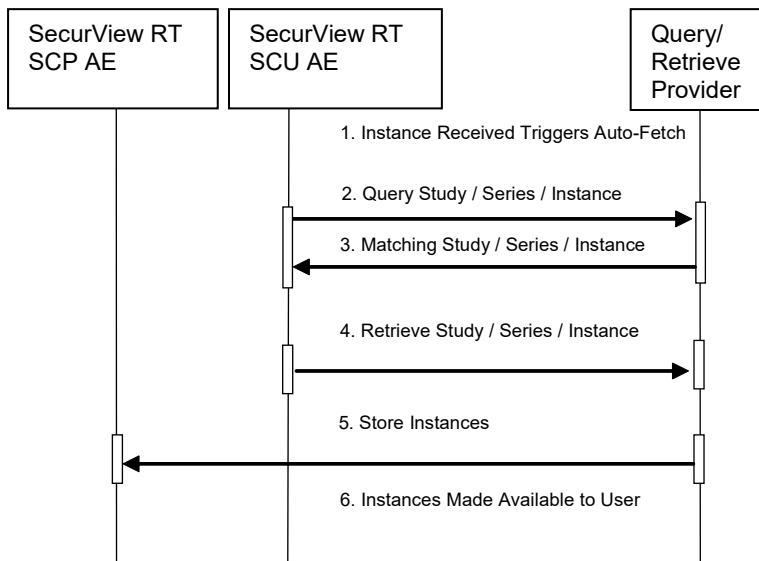 SecurView RT
SCP AE
SecurView RT
SCU AE
Query/
Retrieve
Provider
1. Instance Received Triggers Auto-Fetch
2. Query Study / Series / Instance
3. Matching Study / Series / Instance
4. Retrieve Study / Series / Instance
5. Store Instances
6. Instances Made Available to User